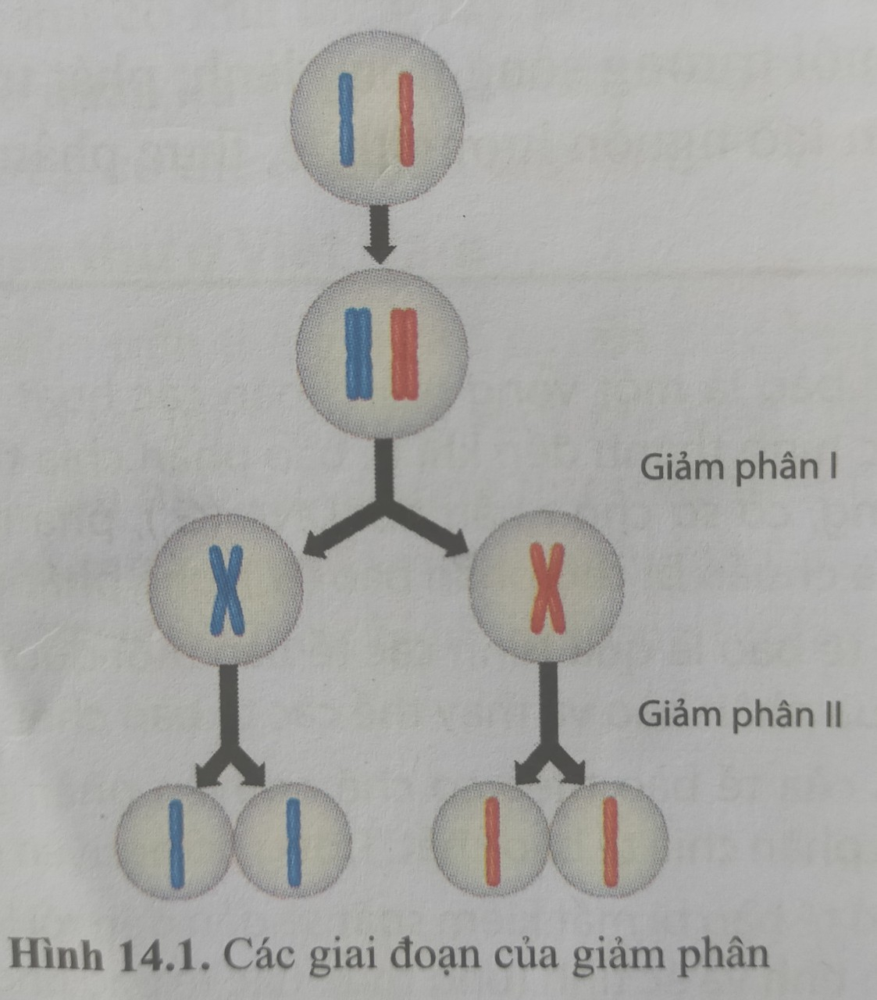 Giảm phân I
Giảm phân II
Hình 14.1. Các giai đoạn của giảm phân